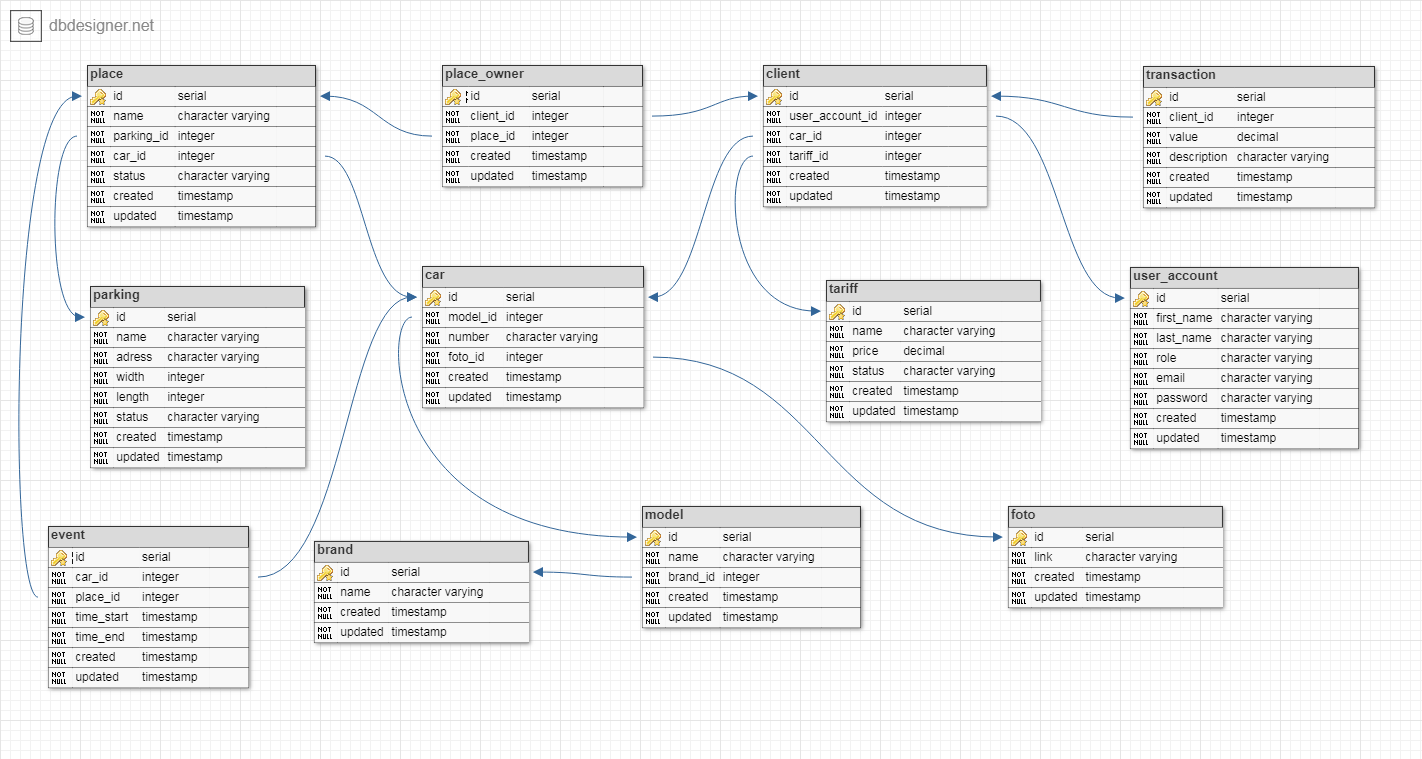 dbdesigner.net
place
id serial
NOT NULL name character varying
NOT NULL parking_id integer
NOT NULL car_id integer
NOT NULL status character varying
NOT NULL created timestamp
NOT NULL updated timestamp
place_owner
id serial
NOT NULL client_id integer
NOT NULL place_id integer
NOT NULL created timestamp
NOT NULL updated timestamp
client
id serial
NOT NULL user_account_id integer
NOT NULL car_id integer
NOT NULL tariff_id integer
NOT NULL created timestamp
NOT NULL updated timestamp
transaction
id serial
NOT NULL client_id integer
NOT NULL value decimal
NOT NULL description character varying
NOT NULL created timestamp
NOT NULL updated timestamp
parking
id serial
NOT NULL name character varying
NOT NULL adress character varying
NOT NULL width integer
NOT NULL length integer
NOT NULL status character varying
NOT NULL created timestamp
NOT NULL updated timestamp
car
id serial
NOT NULL model_id integer
NOT NULL number character varying
NOT NULL foto_id integer
NOT NULL created timestamp
NOT NULL updated timestamp
tariff
id serial
NOT NULL name character varying
NOT NULL price decimal
NOT NULL status character varying
NOT NULL created timestamp
NOT NULL updated timestamp
user_account
id serial
NOT NULL first_name character varying
NOT NULL last_name character varying
NOT NULL role character varying
NOT NULL email character varying
NOT NULL password character varying
NOT NULL created timestamp
NOT NULL updated timestamp
event
id serial
NOT NULL car_id integer
NOT NULL place_id integer
NOT NULL time_start timestamp
NOT NULL time_end timestamp
NOT NULL created timestamp
NOT NULL updated timestamp
brand
id serial
NOT NULL name character varying
NOT NULL created timestamp
NOT NULL updated timestamp
model
id serial
NOT NULL name character varying
NOT NULL brand_id integer
NOT NULL created timestamp
NOT NULL updated timestamp
foto
id serial
NOT NULL link character varying
NOT NULL created timestamp
NOT NULL updated timestamp